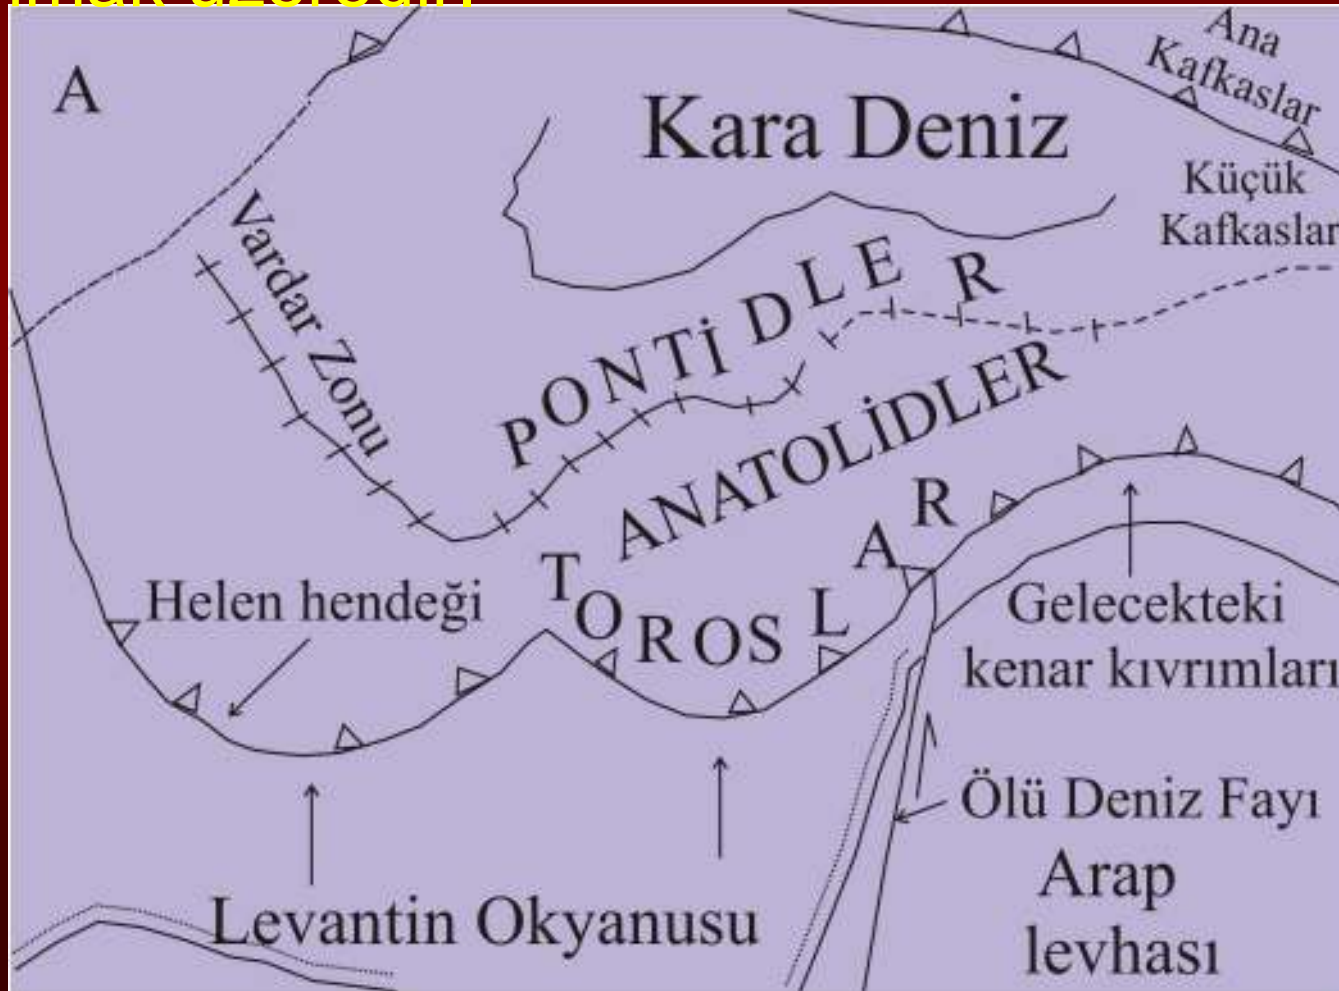 A
Ana
Kafkaslar
Kara Deniz
Küçük
Kafkaslar
Vardar Zonu
PONTİDLER
ANATOLİDLER
TOROSLAR
Helen hendeği
Gelecekteki
kenar kıvrımları
Ölü Deniz Fayı
Arap
levhası
Levantin Okyanusu